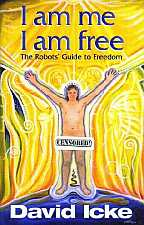 I am me
I am free
The Robots' Guide to Freedom
CENSORED!
David Icke